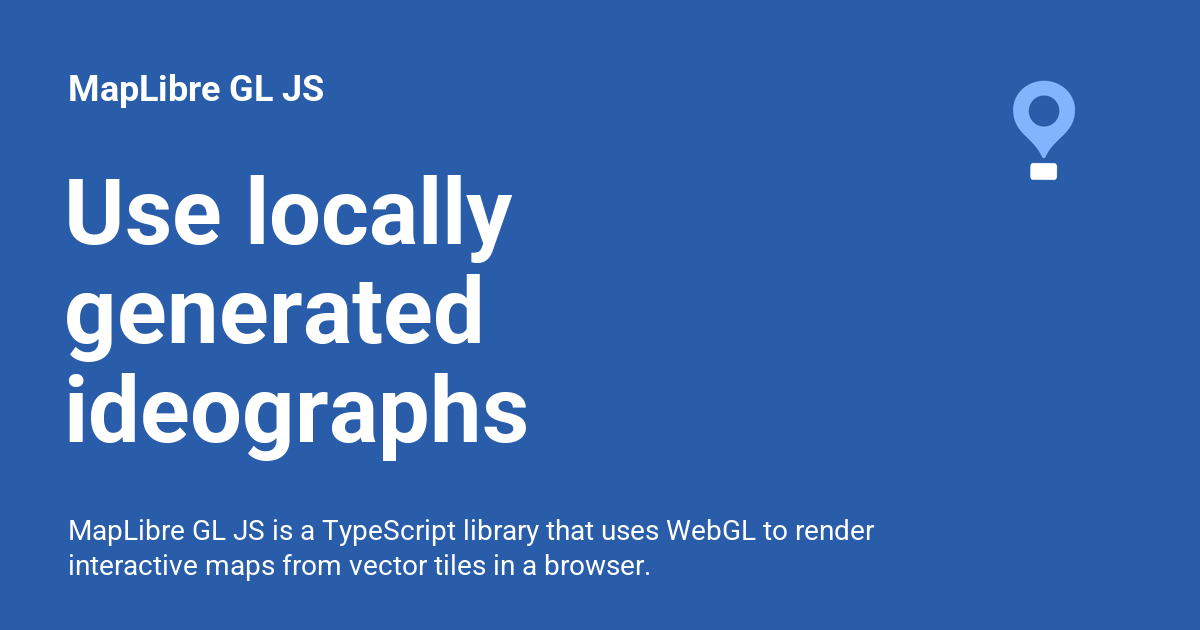 MapLibre GL JS
Use locally
generated
ideographs
MapLibre GL JS is a TypeScript library that uses WebGL to render
interactive maps from vector tiles in a browser.